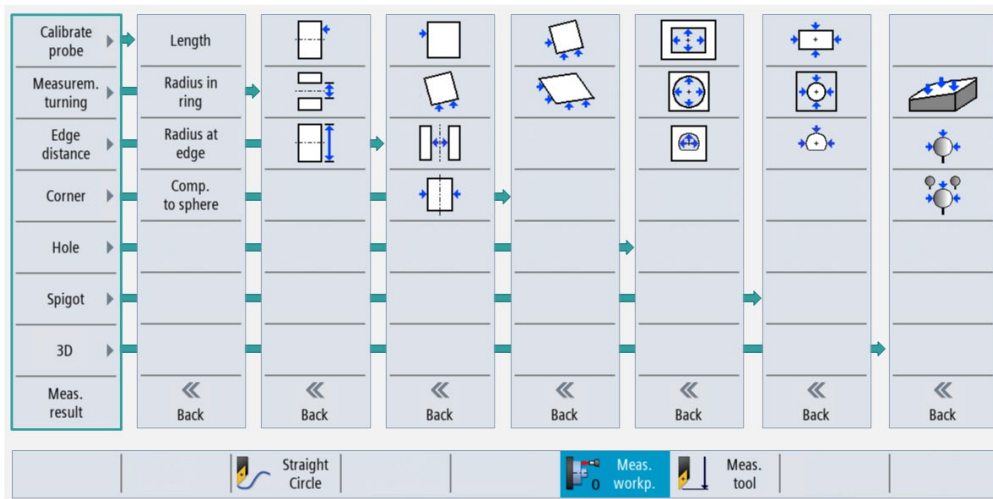 Calibrate
probe
Measurem.
turning
Edge
distance
Corner
Hole
Spigot
3D
Meas.
result
Length
Radius in
ring
Radius at
edge
Comp.
to sphere
Back
Back
Back
Back
Back
Back
Back
Straight
Circle
0
Meas.
workp.
Meas.
tool